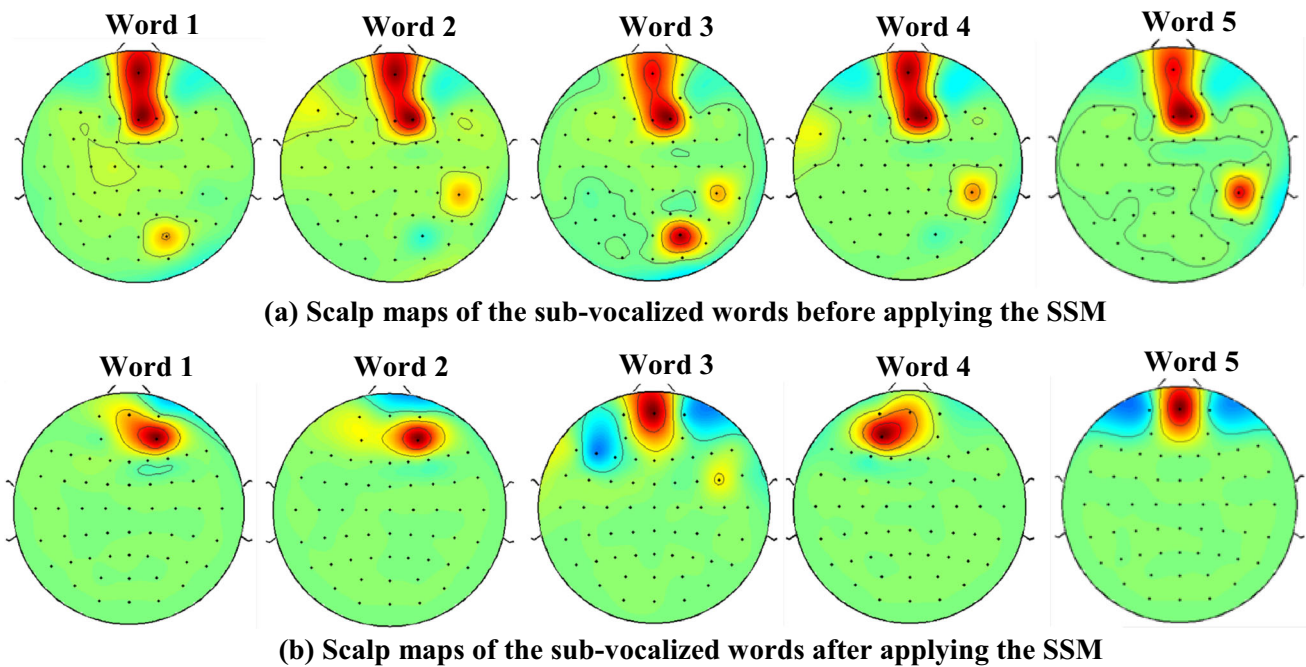 Word 1 Word 2 Word 3 Word 4 Word 5
(a) Scalp maps of the sub-vocalized words before applying the SSM
Word 1 Word 2 Word 3 Word 4 Word 5
(b) Scalp maps of the sub-vocalized words after applying the SSM